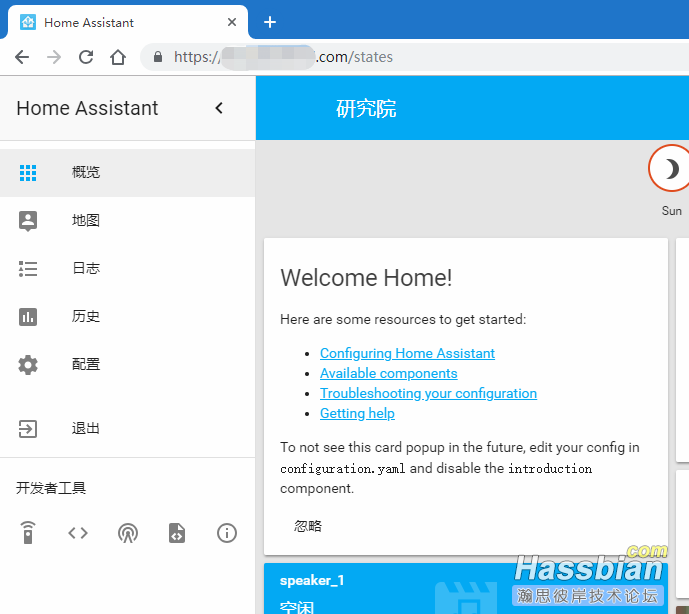 Home Assistant
https://
.com/states
Home Assistant
研究院
概览
地图
日志
历史
配置
退出
开发者工具
Sun
Welcome Home!
Here are some resources to get started:
Configuring Home Assistant
Available components
Troubleshooting your configuration
Getting help
To not see this card popup in the future, edit your config in
configuration.yaml and disable the introduction
component.
忽略
speaker_1
空闲
Hassbian.com
瀚思彼岸技术论坛